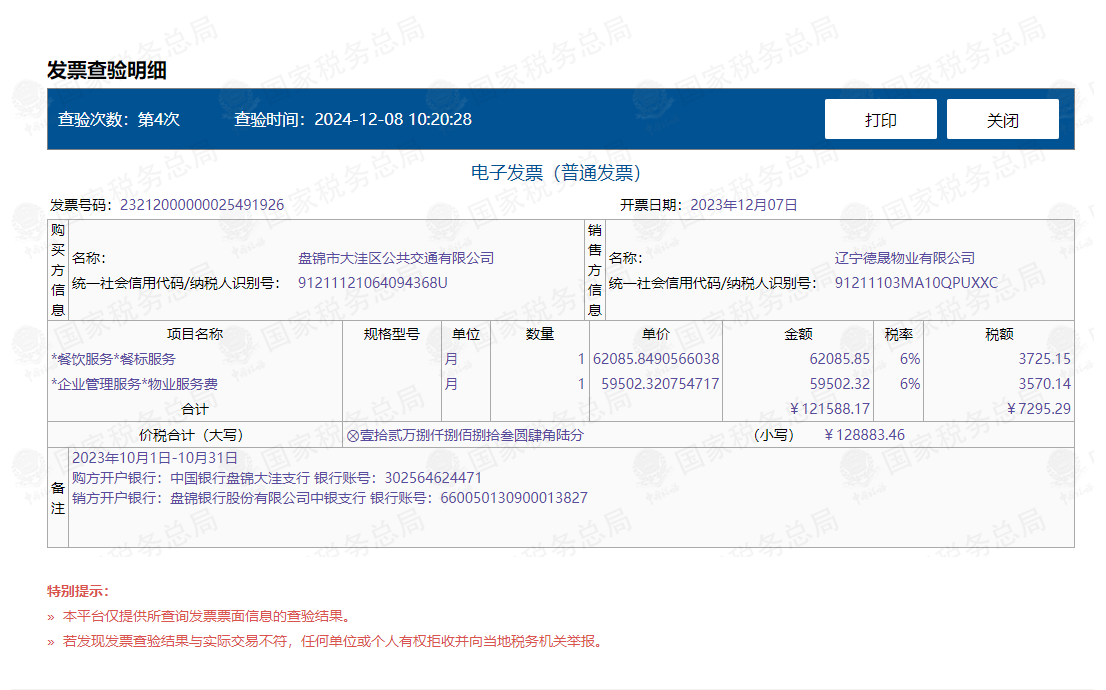 发票查验明细
查验次数：第4次 查验时间：2024-12-08 10:20:28 打印 关闭
电子发票（普通发票）
发票号码：23212000000025491926 开票日期：2023年12月07日
购买方信息
名称： 盘锦市大洼区公共交通有限公司
统一社会信用代码/纳税人识别号： 91211121064094368U
销售方信息
名称： 辽宁德晟物业有限公司
统一社会信用代码/纳税人识别号： 91211103MA10QPUXXC
项目名称 规格型号 单位 数量 单价 金额 税率 税额
*餐饮服务*餐标服务 月 1 62085.8490566038 62085.85 6% 3725.15
*企业管理服务*物业服务费 月 1 59502.320754717 59502.32 6% 3570.14
合计 ￥121588.17 ￥7295.29
价税合计（大写） ⊗壹拾贰万捌仟捌佰捌拾叁圆肆角陆分 （小写） ￥128883.46
备注
2023年10月1日-10月31日
购方开户银行：中国银行盘锦大洼支行 银行账号：302564624471
销方开户银行：盘锦银行股份有限公司中银支行 银行账号：660050130900013827
特别提示：
» 本平台仅提供所查询发票票面信息的查验结果。
» 若发现发票查验结果与实际交易不符，任何单位或个人有权拒收并向当地税务机关举报。
国家税务总局